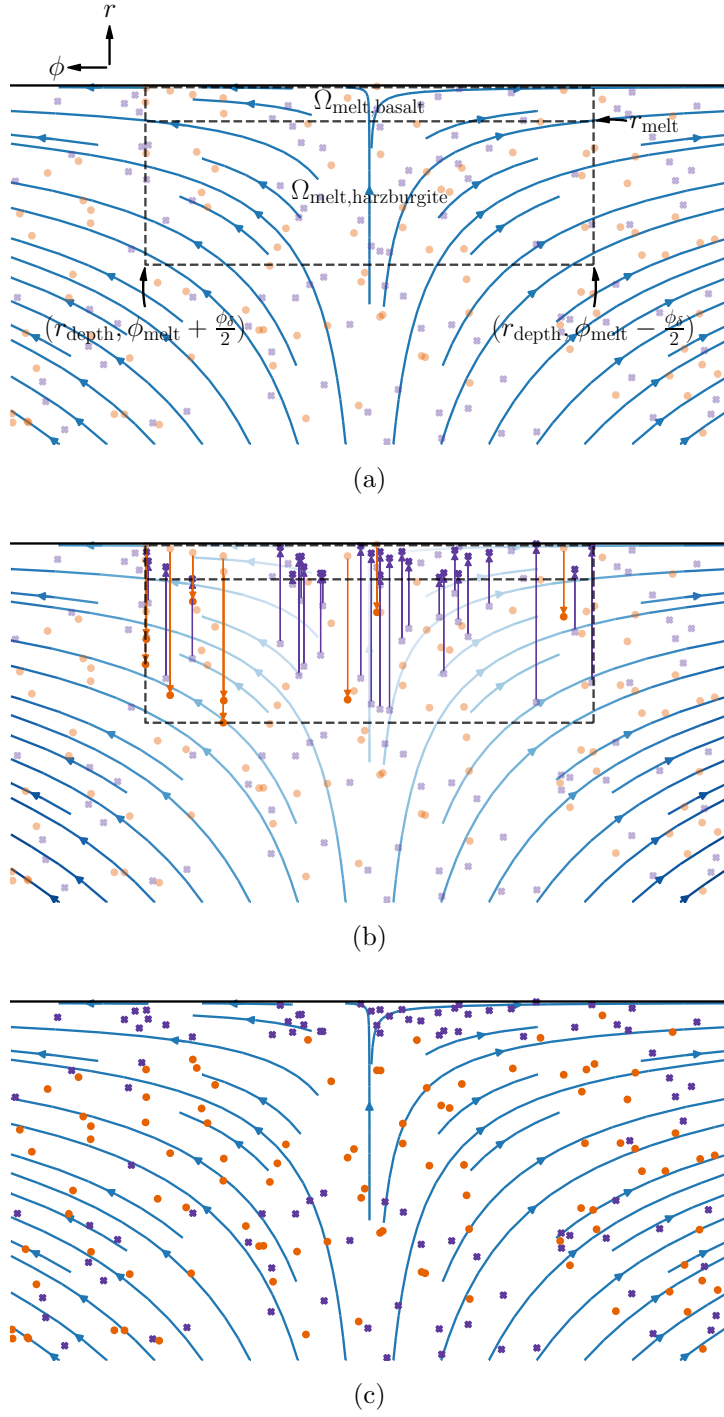 r
ϕ
Ω_melt,basalt
r_melt
Ω_melt,harzburgite
(r_depth, ϕ_melt + φ_δ/2)
(r_depth, ϕ_melt − φ_δ/2)
(a)
(b)
(c)